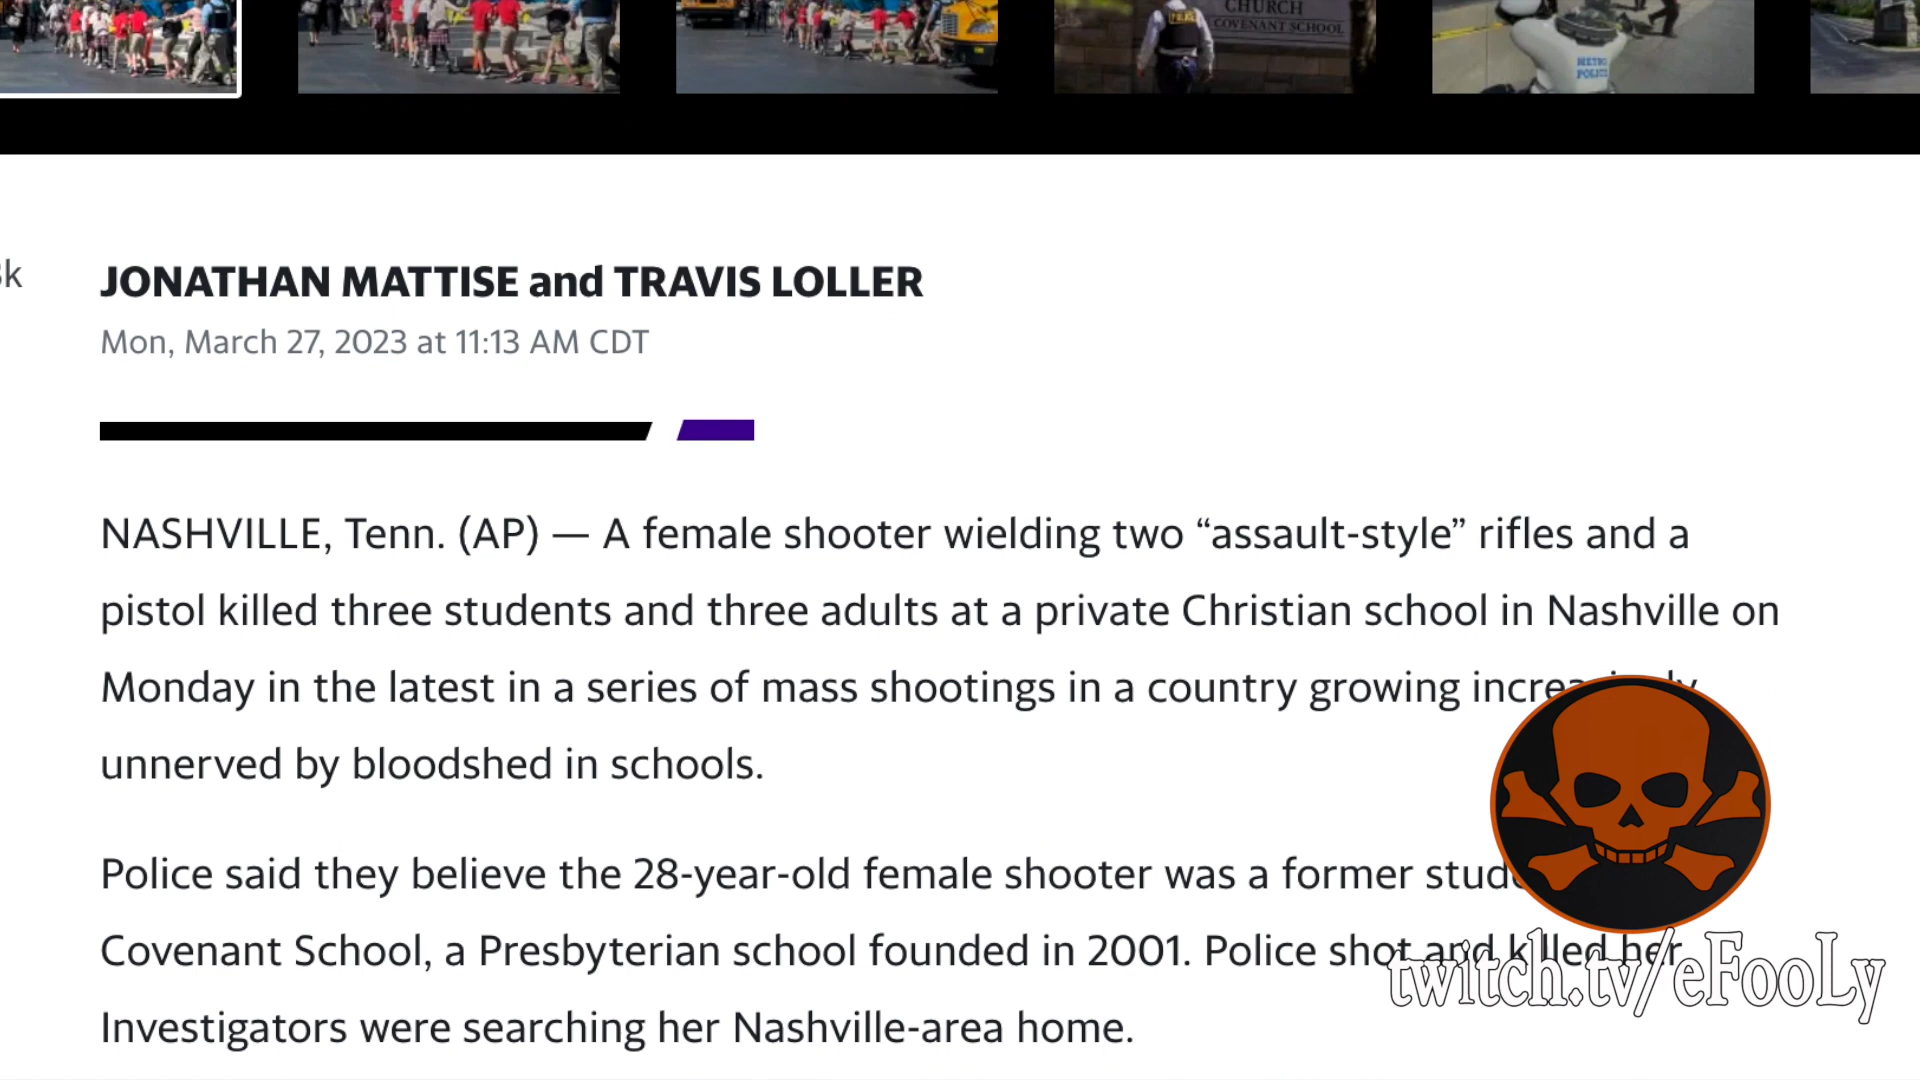 CHURCH
COVENANT SCHOOL
POLICE
METRO
POLICE
3k
JONATHAN MATTISE and TRAVIS LOLLER
Mon, March 27, 2023 at 11:13 AM CDT
NASHVILLE, Tenn. (AP) — A female shooter wielding two “assault-style” rifles and a
pistol killed three students and three adults at a private Christian school in Nashville on
Monday in the latest in a series of mass shootings in a country growing increasingly
unnerved by bloodshed in schools.
Police said they believe the 28-year-old female shooter was a former
Covenant School, a Presbyterian school founded in 2001. Police shot and killed her
Investigators were searching her Nashville-area home.
twitch.tv/eFooLy